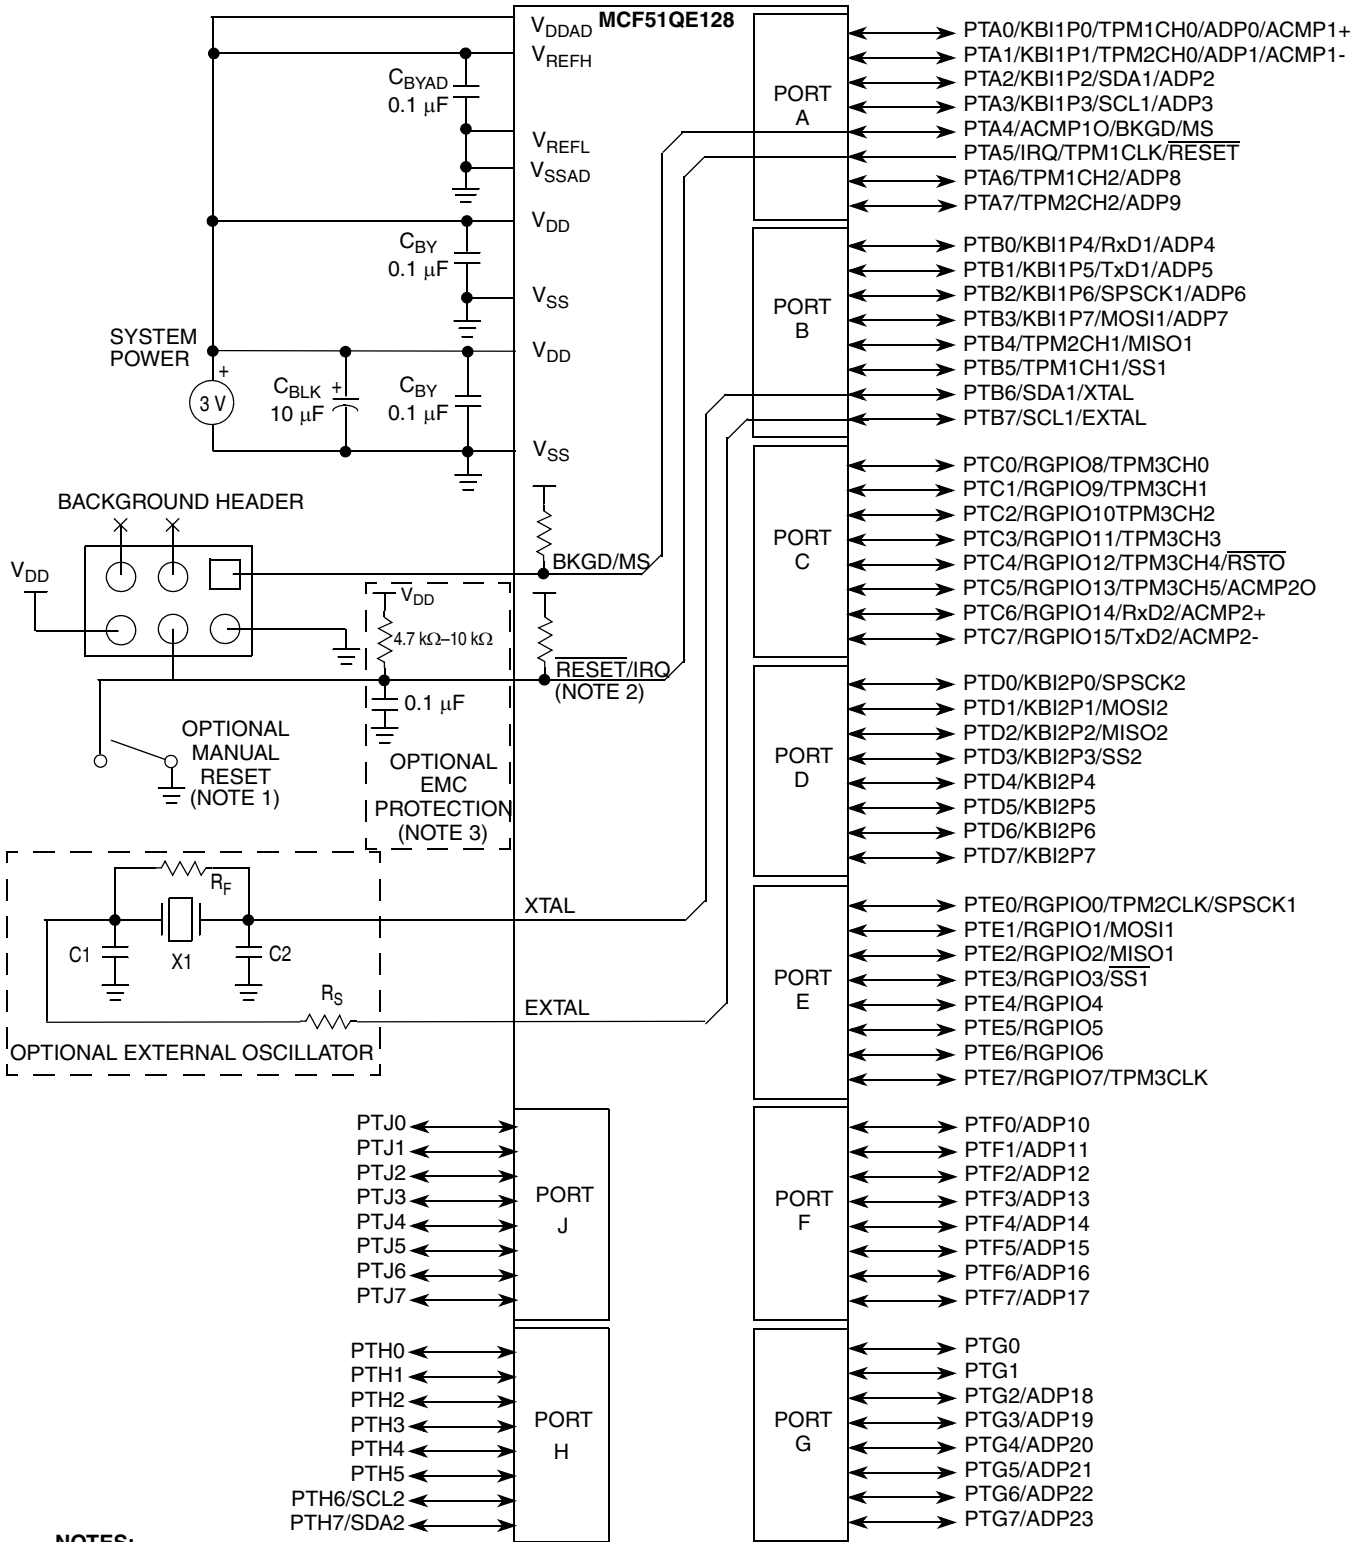 MCF51QE128
VDDAD
VREFH
CBYAD
0.1 μF
VREFL
VSSAD
VDD
CBY
0.1 μF
VSS
SYSTEM
POWER
VDD
+
3 V
CBLK
+
10 μF
CBY
0.1 μF
VSS
BACKGROUND HEADER
VDD
BKGD/MS
VDD
4.7 kΩ–10 kΩ
RESET/IRQ
(NOTE 2)
0.1 μF
OPTIONAL
MANUAL
RESET
(NOTE 1)
OPTIONAL
EMC
PROTECTION
(NOTE 3)
RF
C1
X1
C2
XTAL
RS
EXTAL
OPTIONAL EXTERNAL OSCILLATOR
PORT
A
PTA0/KBI1P0/TPM1CH0/ADP0/ACMP1+
PTA1/KBI1P1/TPM2CH0/ADP1/ACMP1-
PTA2/KBI1P2/SDA1/ADP2
PTA3/KBI1P3/SCL1/ADP3
PTA4/ACMP1O/BKGD/MS
PTA5/IRQ/TPM1CLK/RESET
PTA6/TPM1CH2/ADP8
PTA7/TPM2CH2/ADP9
PORT
B
PTB0/KBI1P4/RxD1/ADP4
PTB1/KBI1P5/TxD1/ADP5
PTB2/KBI1P6/SPSCK1/ADP6
PTB3/KBI1P7/MOSI1/ADP7
PTB4/TPM2CH1/MISO1
PTB5/TPM1CH1/SS1
PTB6/SDA1/XTAL
PTB7/SCL1/EXTAL
PORT
C
PTC0/RGPIO8/TPM3CH0
PTC1/RGPIO9/TPM3CH1
PTC2/RGPIO10TPM3CH2
PTC3/RGPIO11/TPM3CH3
PTC4/RGPIO12/TPM3CH4/RSTO
PTC5/RGPIO13/TPM3CH5/ACMP2O
PTC6/RGPIO14/RxD2/ACMP2+
PTC7/RGPIO15/TxD2/ACMP2-
PORT
D
PTD0/KBI2P0/SPSCK2
PTD1/KBI2P1/MOSI2
PTD2/KBI2P2/MISO2
PTD3/KBI2P3/SS2
PTD4/KBI2P4
PTD5/KBI2P5
PTD6/KBI2P6
PTD7/KBI2P7
PORT
E
PTE0/RGPIO0/TPM2CLK/SPSCK1
PTE1/RGPIO1/MOSI1
PTE2/RGPIO2/MISO1
PTE3/RGPIO3/SS1
PTE4/RGPIO4
PTE5/RGPIO5
PTE6/RGPIO6
PTE7/RGPIO7/TPM3CLK
PTJ0
PTJ1
PTJ2
PTJ3
PTJ4
PTJ5
PTJ6
PTJ7
PORT
J
PORT
F
PTF0/ADP10
PTF1/ADP11
PTF2/ADP12
PTF3/ADP13
PTF4/ADP14
PTF5/ADP15
PTF6/ADP16
PTF7/ADP17
PTH0
PTH1
PTH2
PTH3
PTH4
PTH5
PTH6/SCL2
PTH7/SDA2
PORT
H
PORT
G
PTG0
PTG1
PTG2/ADP18
PTG3/ADP19
PTG4/ADP20
PTG5/ADP21
PTG6/ADP22
PTG7/ADP23
NOTES: